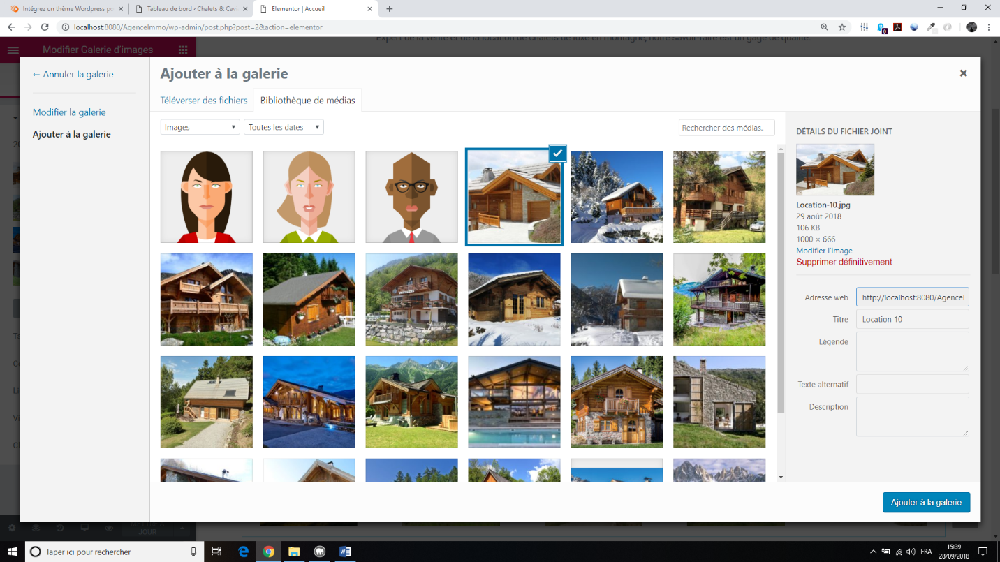 Intégrez un thème Wordpress po
Tableau de bord ‹ Chalets & Cavi
Elementor | Accueil
localhost:8080/AgenceImmo/wp-admin/post.php?post=2&action=elementor
0
Expert de la vente et de la location de chalets de luxe en montagne, notre savoir-faire est un gage de qualité.
Modifier Galerie d'images
← Annuler la galerie
Modifier la galerie
Ajouter à la galerie
Ajouter à la galerie
Téléverser des fichiers
Bibliothèque de médias
Images
Toutes les dates
Rechercher des médias.
DÉTAILS DU FICHIER JOINT
Location-10.jpg
29 août 2018
106 KB
1000 × 666
Modifier l'image
Supprimer définitivement
Adresse web
http://localhost:8080/Agence
Titre
Location 10
Légende
Texte alternatif
Description
Ajouter à la galerie
JOUR
Taper ici pour rechercher
FRA
15:39
28/09/2018